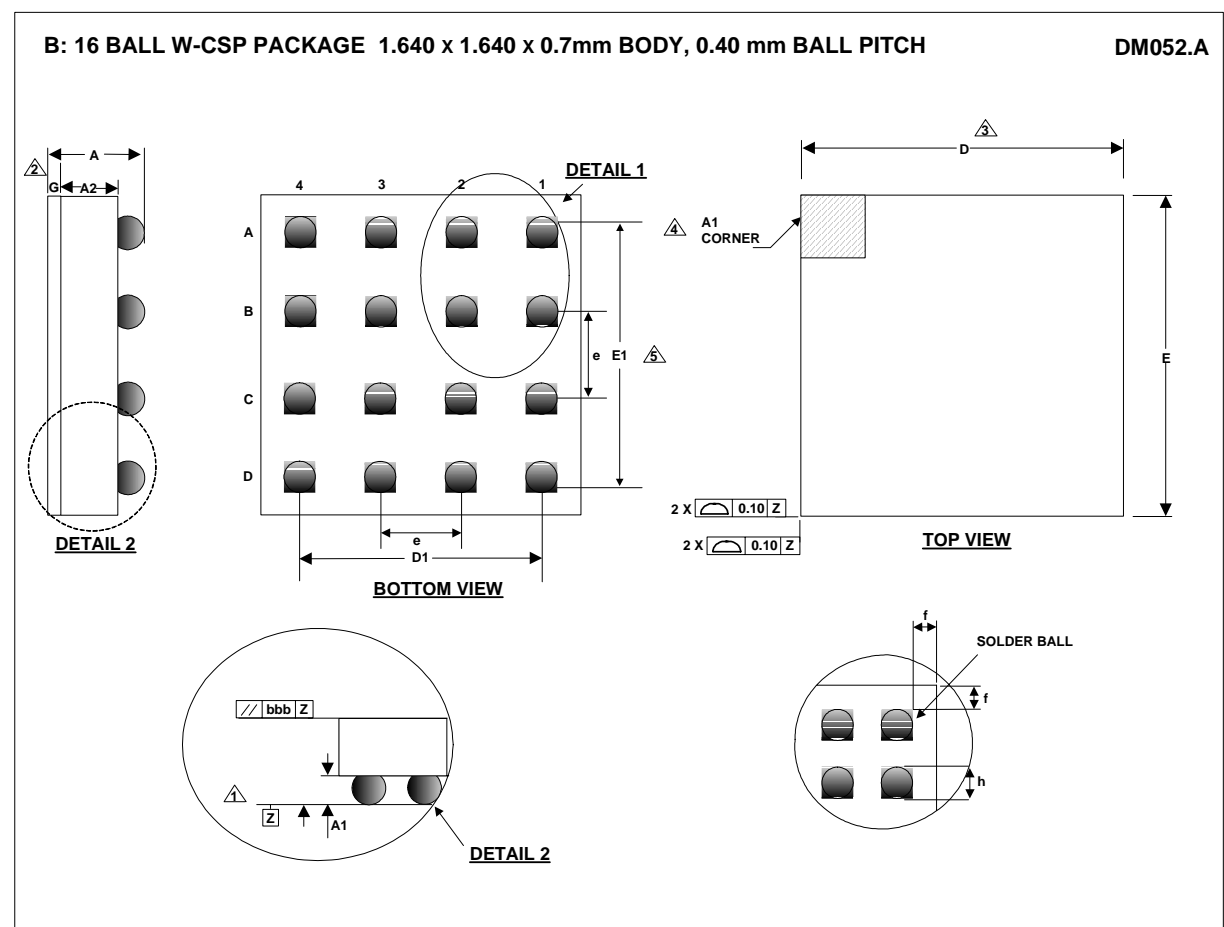 B: 16 BALL W-CSP PACKAGE 1.640 X 1.640 X 0.7mm BODY, 0.40 mm BALL PITCH
DM052.A
2
A
G
A2
DETAIL 2
4 3 2 1
DETAIL 1
A
B
C
D
e
E1
5
e
D1
BOTTOM VIEW
3
D
4
A1
CORNER
E
2 X 0.10 Z
2 X 0.10 Z
TOP VIEW
// bbb Z
1
Z
A1
DETAIL 2
f
SOLDER BALL
f
h